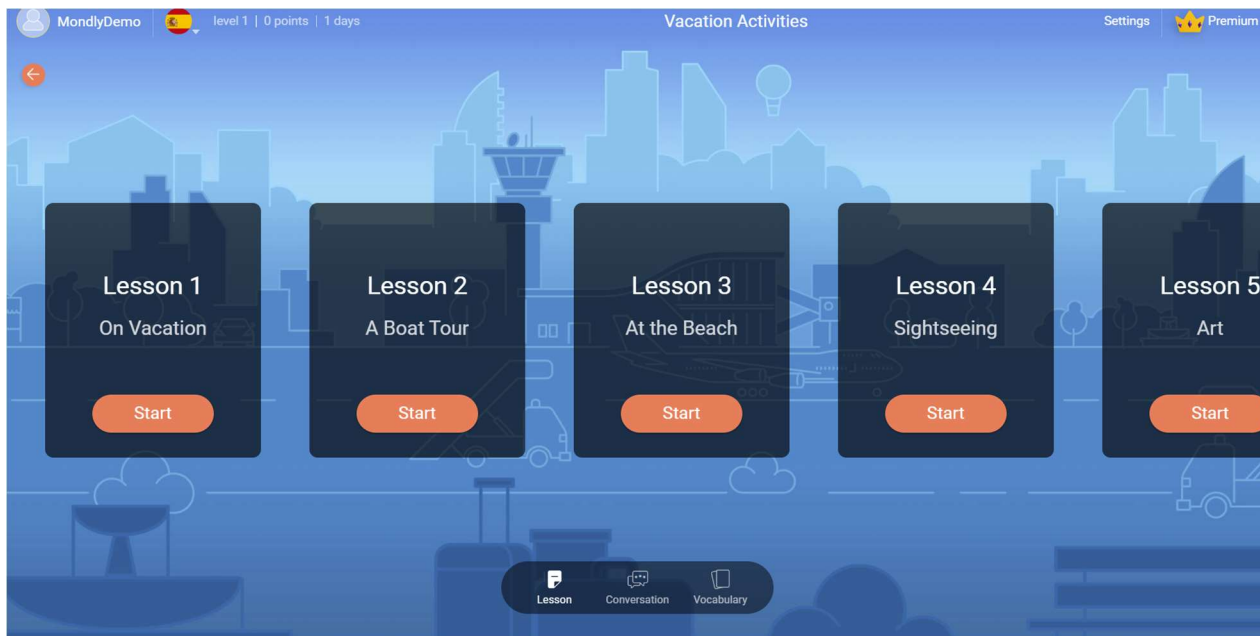 MondlyDemo level 1 | 0 points | 1 days Vacation Activities Settings Premium
Lesson 1
On Vacation
Start
Lesson 2
A Boat Tour
Start
Lesson 3
At the Beach
Start
Lesson 4
Sightseeing
Start
Lesson 5
Art
Start
Lesson Conversation Vocabulary